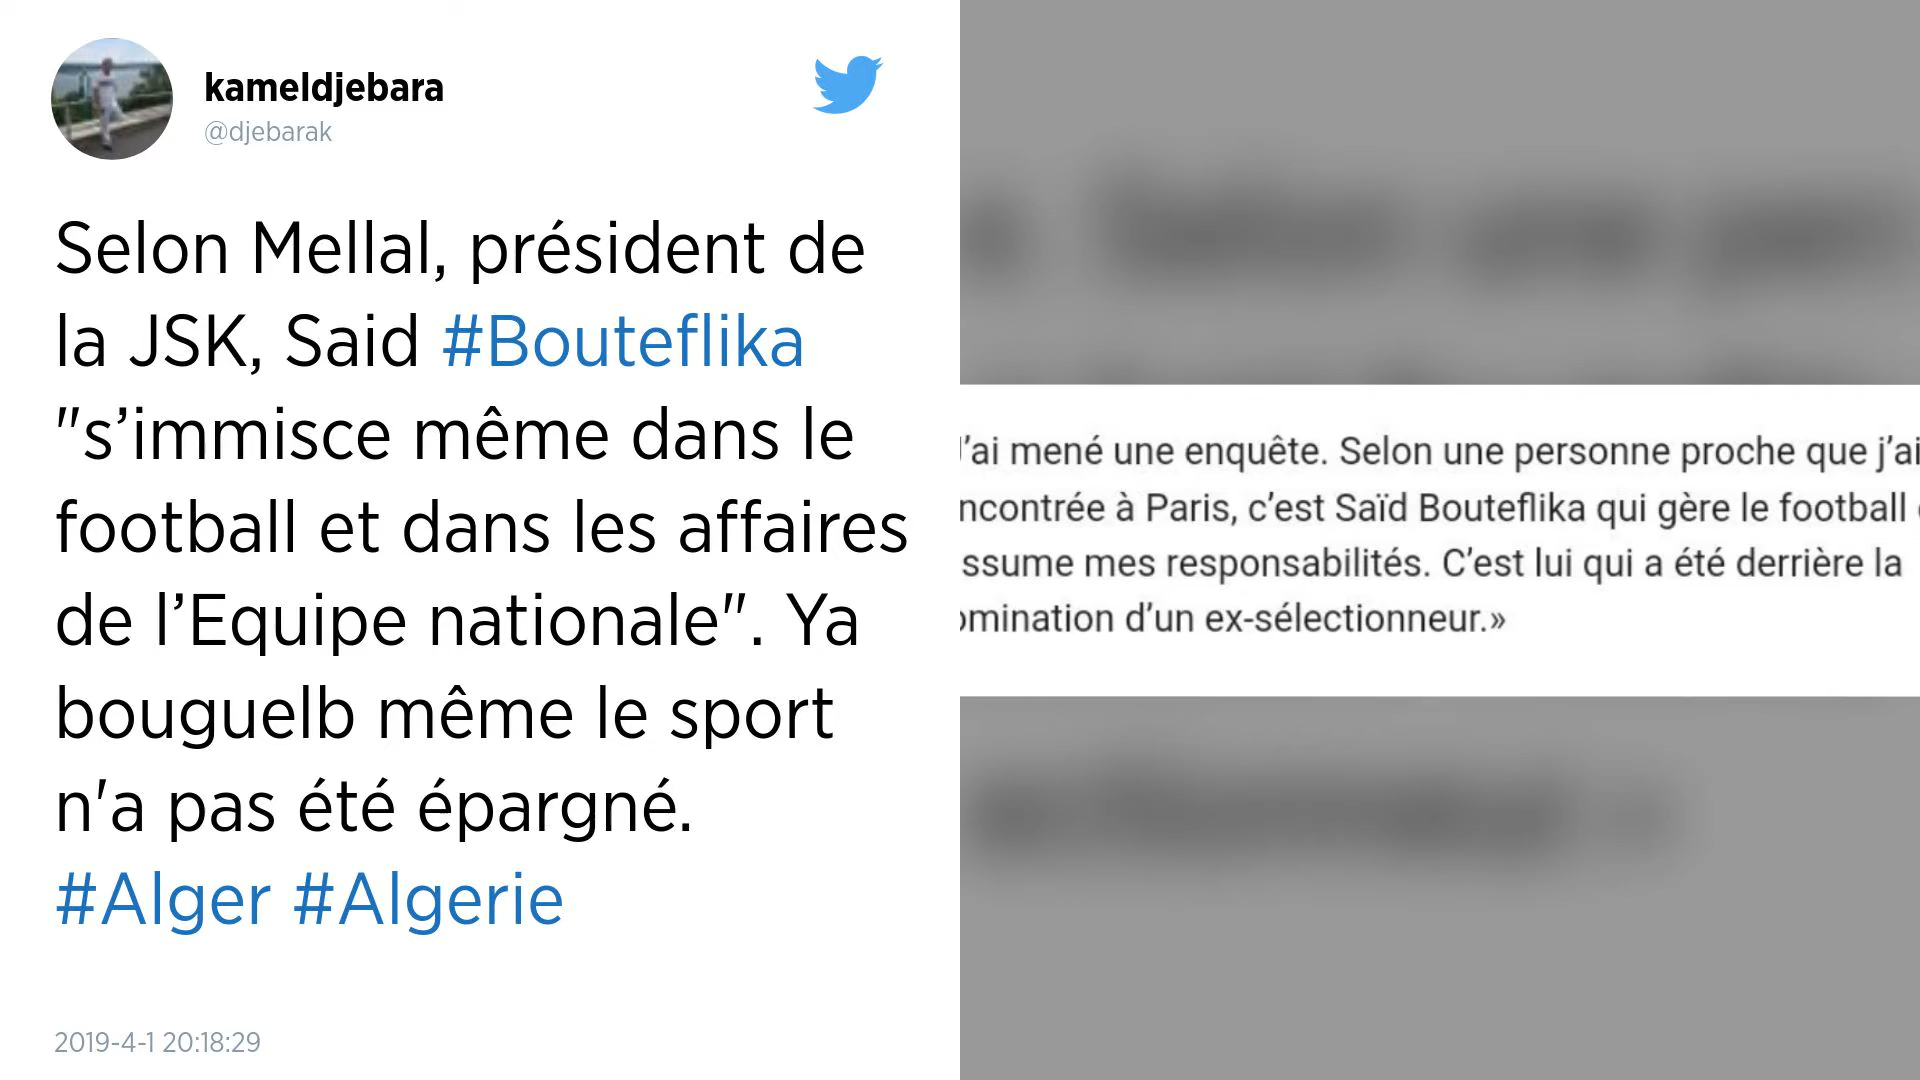 kameldjebara
@djebarak
Selon Mellal, président de
la JSK, Said #Bouteflika
"s’immisce même dans le
football et dans les affaires
de l’Equipe nationale". Ya
bouguelb même le sport
n'a pas été épargné.
#Alger #Algerie
2019-4-1 20:18:29
J’ai mené une enquête. Selon une personne proche que j’ai
ncontrée à Paris, c’est Saïd Bouteflika qui gère le football
ssume mes responsabilités. C’est lui qui a été derrière la
omination d’un ex-sélectionneur.»